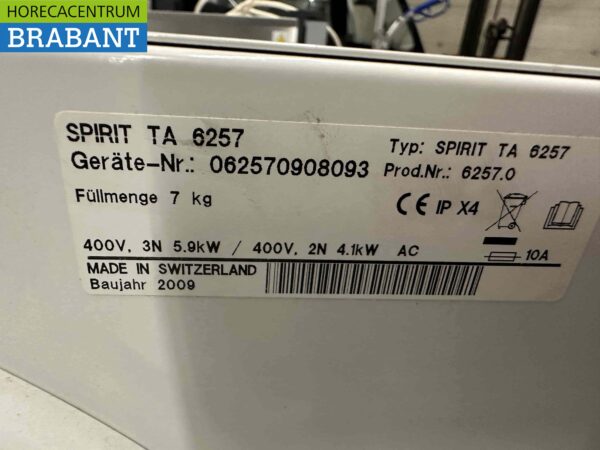 HORECACENTRUM
BRABANT
SPIRIT TA 6257
Typ: SPIRIT TA 6257
Geräte-Nr.: 062570908093
Prod.Nr.: 6257.0
Füllmenge 7 kg
CE IP X4
400V, 3N 5.9kW / 400V, 2N 4.1kW AC
10A
MADE IN SWITZERLAND
Baujahr 2009